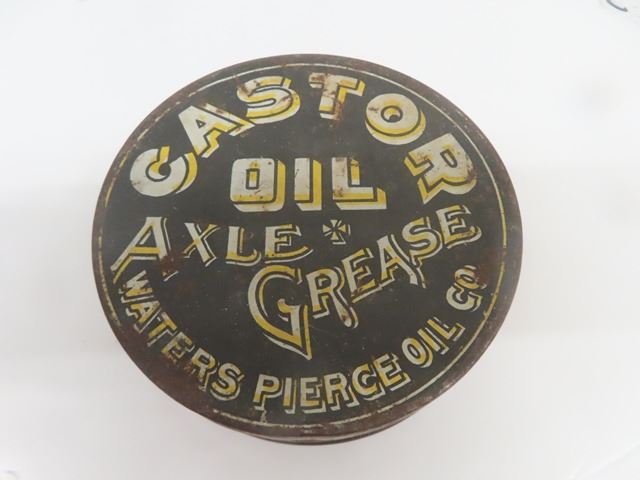 CASTOR
OIL
AXLE
GREASE
WATERS PIERCE OIL CO